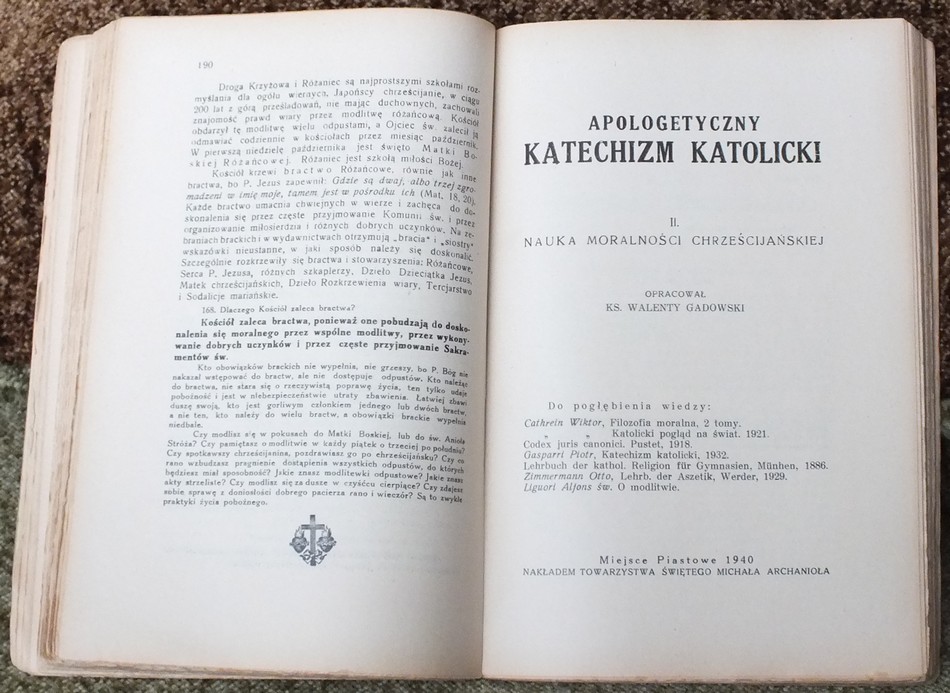 190
Droga Krzyżowa i Różaniec są najprostszymi szkołami roz-
myślania dla ogółu wiernych. Japońscy chrześcijanie, w ciągu
200 lat z górą prześladowań, nie mając duchownych, zachowali
znajomość prawd wiary przez modlitwę różańcową. Kościół
obdarzył tę modlitwę wielu odpustami, a Ojciec św. zalecił ją
odmawiać codziennie w kościołach przez miesiąc październik.
W pierwszą niedzielę października jest święto Matki Bo-
skiej Różańcowej. Różaniec jest szkołą miłości Bożej.
Kościół krzewi bractwo Różańcowe, równie jak inne
bractwa, bo P. Jezus zapewnił: Gdzie są dwaj, albo trzej zgro-
madzeni w imię moje, tamem jest w pośrodku ich (Mat. 18, 20).
Każde bractwo umacnia chwiejnych w wierze i zachęca do do-
skonalenia się przez częste przyjmowanie Komunii św. i przez
organizowanie miłosierdzia i różnych dobrych uczynków. Na ze-
braniach brackich i w wydawnictwach otrzymują „bracia" i „siostry"
wskazówki nieustanne, w jaki sposób należy się doskonalić.
Szczególnie rozkrzewiły się bractwa i stowarzyszenia: Różańcowe,
Serca P. Jezusa, różnych szkaplerzy, Dzieło Dzieciątka Jezus,
Matek chrześcijańskich, Dzieło Rozkrzewienia wiary, Tercjarstwo
i Sodalicje mariańskie.
165. Dlaczego Kościół zaleca bractwa?
Kościół zaleca bractwa, ponieważ one pobudzają do dosko-
nalenia się moralnego przez wspólne modlitwy, przez wykony-
wanie dobrych uczynków i przez częste przyjmowanie Sakra-
mentów św.
Kto obowiązków brackich nie wypełnia, nie grzeszy, bo P. Bóg nie
nakazał wstępować do bractw, ale nie dostępuje odpustów. Kto należąc
do bractwa, nie stara się o rzeczywistą poprawę życia, ten tylko udaje
pobożność i jest w niebezpieczeństwie utraty zbawienia. Łatwiej zbawi
duszę swoją, kto jest gorliwym członkiem jednego lub dwóch bractw,
a nie ten, kto należy do wielu bractw, a obowiązki brackie wypełnia
niedbale.
Czy modlisz się w pokusach do Matki Boskiej, lub do św. Anioła
Stróża? Czy pamiętasz o modlitwie w każdy piątek o trzeciej po południu?
Czy spotkawszy chrześcijanina, pozdrawiasz go po chrześcijańsku? Czy co
rano wzbudzasz pragnienie dostąpienia wszystkich odpustów, do których
będziesz miał sposobność? Jakie znasz modlitewki odpustowe? Jakie znasz
akty strzeliste? Czy modlisz się za dusze w czyśćcu cierpiące? Czy zdajesz
sobie sprawę z doniosłości dobrego pacierza rano i wieczór? Są to zwykłe
praktyki życia pobożnego.
APOLOGETYCZNY
KATECHIZM KATOLICKI
II.
NAUKA MORALNOŚCI CHRZEŚCIJAŃSKIEJ
OPRACOWAŁ
KS. WALENTY GADOWSKI
Do pogłębienia wiedzy:
Cathrein Wiktor, Filozofia moralna, 2 tomy.
„ „ Katolicki pogląd na świat. 1921.
Codex juris canonici. Pustet, 1918.
Gasparri Piotr, Katechizm katolicki, 1932.
Lehrbuch der kathol. Religion für Gymnasien, Münhen, 1886.
Zimmermann Otto, Lehrb. der Aszetik, Werder, 1929.
Liguori Alfons św. O modlitwie.
Miejsce Piastowe 1940
NAKŁADEM TOWARZYSTWA ŚWIĘTEGO MICHAŁA ARCHANIOŁA